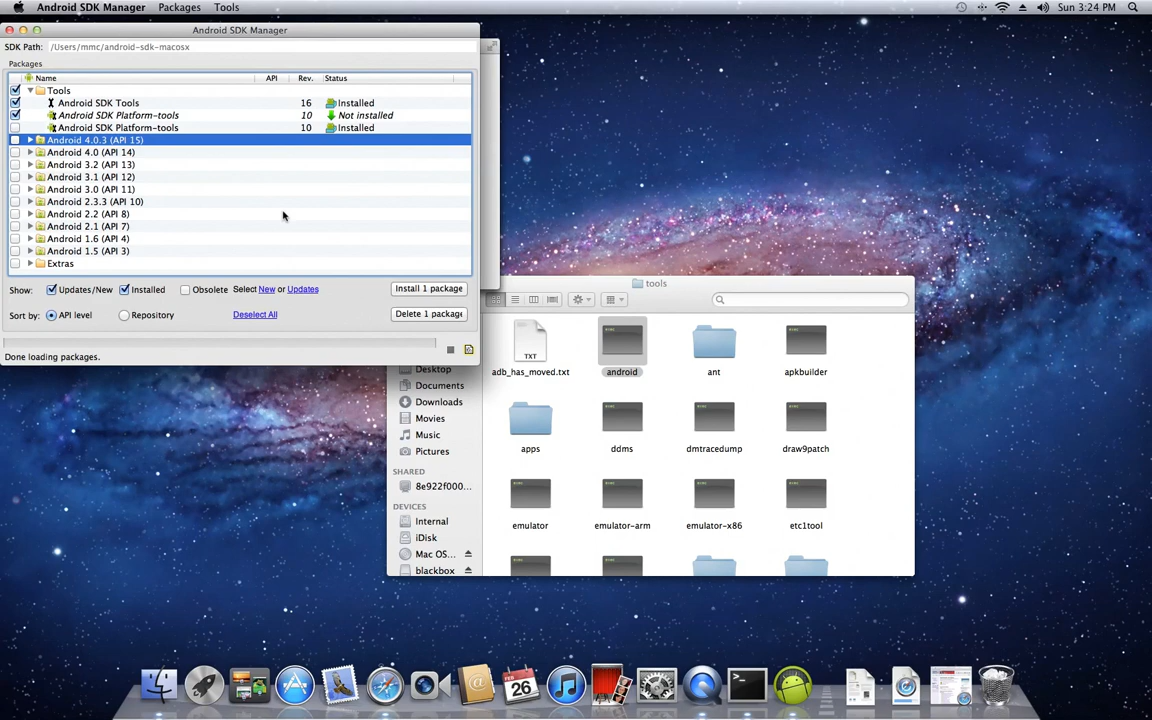 Android SDK Manager Packages Tools Sun 3:24 PM
Android SDK Manager
SDK Path: /Users/mmc/android-sdk-macosx
Packages
Name API Rev. Status
Tools
Android SDK Tools 16 Installed
Android SDK Platform-tools 10 Not installed
Android SDK Platform-tools 10 Installed
Android 4.0.3 (API 15)
Android 4.0 (API 14)
Android 3.2 (API 13)
Android 3.1 (API 12)
Android 3.0 (API 11)
Android 2.3.3 (API 10)
Android 2.2 (API 8)
Android 2.1 (API 7)
Android 1.6 (API 4)
Android 1.5 (API 3)
Extras
Show: Updates/New Installed Obsolete Select New or Updates Install 1 package
Sort by: API level Repository Deselect All Delete 1 package
Done loading packages.
tools
Desktop
Documents
Downloads
Movies
Music
Pictures
SHARED
8e922f000...
DEVICES
Internal
iDisk
Mac OS...
blackbox
TXT
adb_has_moved.txt android ant apkbuilder
apps ddms dmtracedump draw9patch
emulator emulator-arm emulator-x86 etc1tool
FEB
26